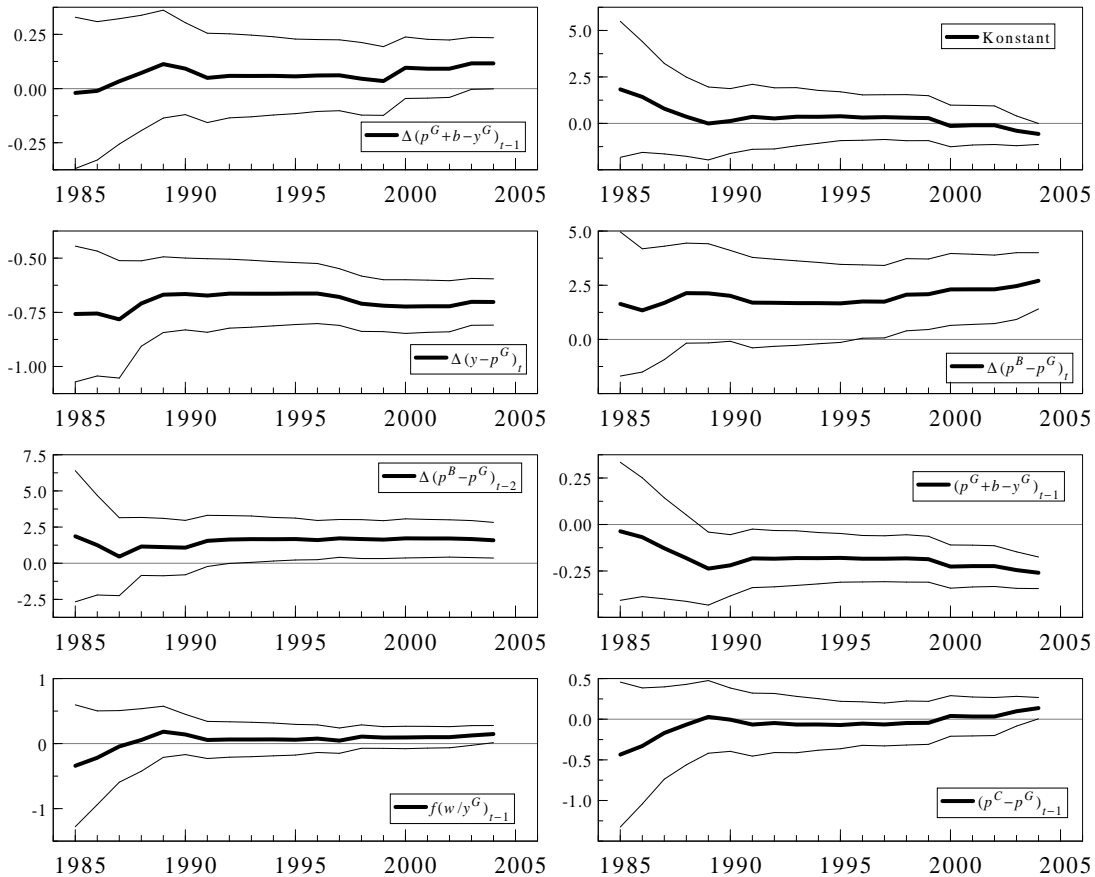 0.25
0.00
-0.25
Δ(p^G+b−y^G)_{t−1}
1985 1990 1995 2000 2005
5.0
2.5
0.0
Konstant
1985 1990 1995 2000 2005
-0.50
-0.75
-1.00
Δ(y−p^G)_t
1985 1990 1995 2000 2005
5.0
2.5
0.0
Δ(p^B−p^G)_t
1985 1990 1995 2000 2005
7.5
5.0
2.5
0.0
-2.5
Δ(p^B−p^G)_{t−2}
1985 1990 1995 2000 2005
0.25
0.00
-0.25
(p^G+b−y^G)_{t−1}
1985 1990 1995 2000 2005
1
0
-1
f(w/y^G)_{t−1}
1985 1990 1995 2000 2005
0.5
0.0
-0.5
-1.0
(p^C−p^G)_{t−1}
1985 1990 1995 2000 2005